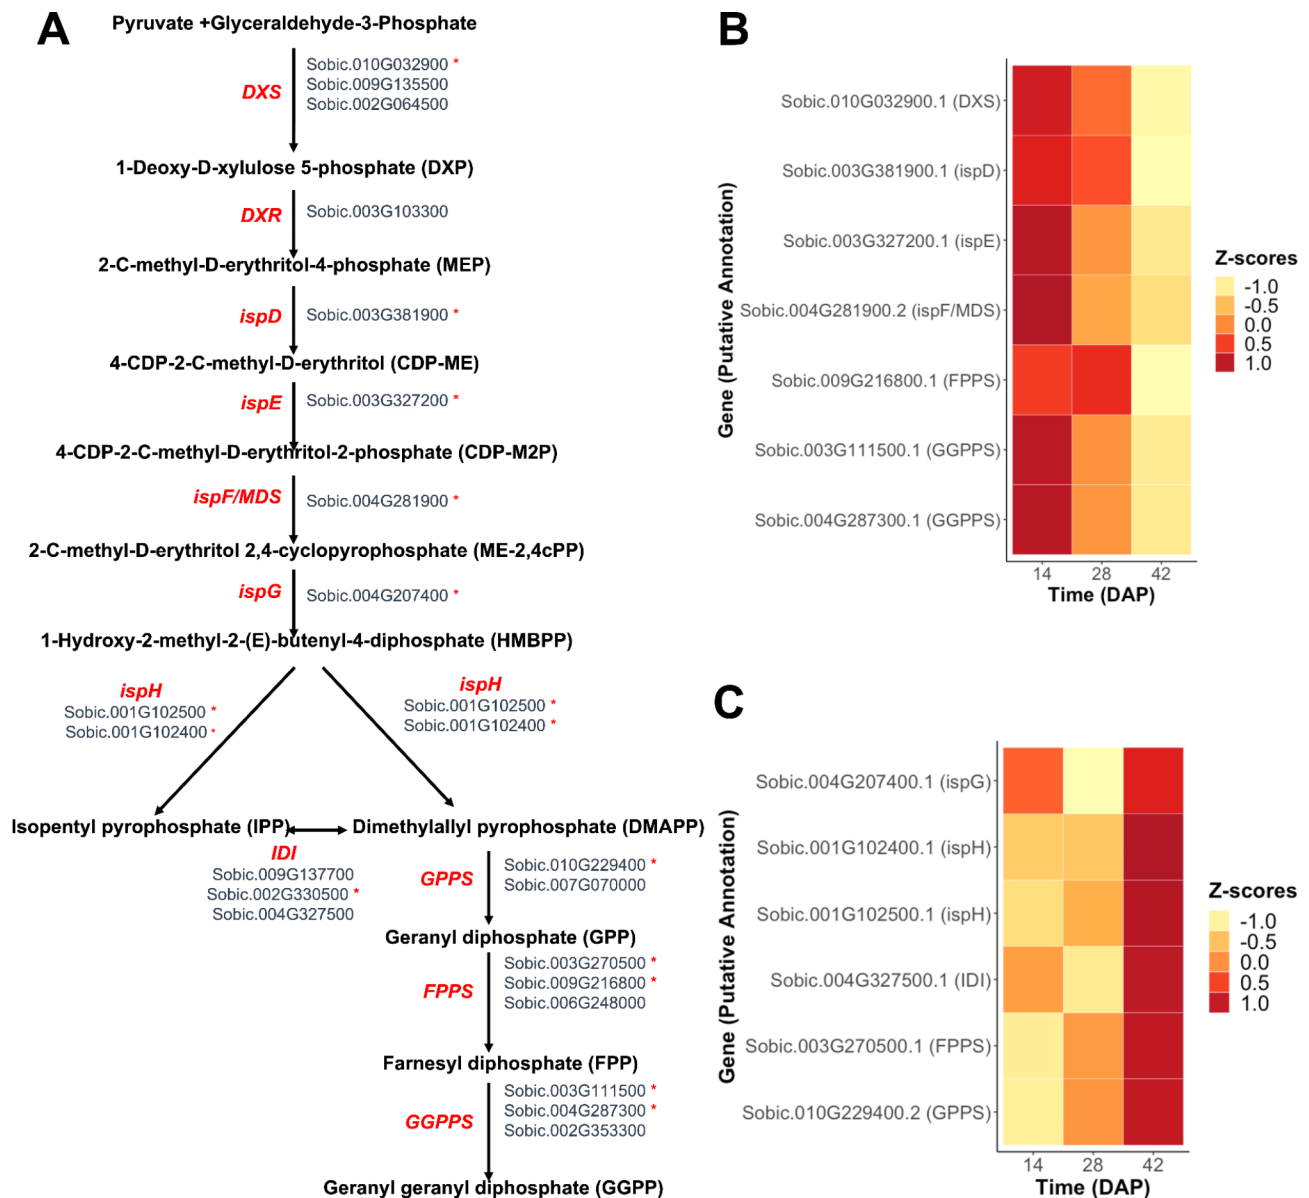 A
Pyruvate +Glyceraldehyde-3-Phosphate
DXS
Sobic.010G032900 *
Sobic.009G135500
Sobic.002G064500
1-Deoxy-D-xylulose 5-phosphate (DXP)
DXR
Sobic.003G103300
2-C-methyl-D-erythritol-4-phosphate (MEP)
ispD
Sobic.003G381900 *
4-CDP-2-C-methyl-D-erythritol (CDP-ME)
ispE
Sobic.003G327200 *
4-CDP-2-C-methyl-D-erythritol-2-phosphate (CDP-M2P)
ispF/MDS
Sobic.004G281900 *
2-C-methyl-D-erythritol 2,4-cyclopyrophosphate (ME-2,4cPP)
ispG
Sobic.004G207400 *
1-Hydroxy-2-methyl-2-(E)-butenyl-4-diphosphate (HMBPP)
ispH
Sobic.001G102500 *
Sobic.001G102400 *
ispH
Sobic.001G102500 *
Sobic.001G102400 *
Isopentyl pyrophosphate (IPP)
Dimethylallyl pyrophosphate (DMAPP)
IDI
Sobic.009G137700
Sobic.002G330500 *
Sobic.004G327500
GPPS
Sobic.010G229400 *
Sobic.007G070000
Geranyl diphosphate (GPP)
FPPS
Sobic.003G270500 *
Sobic.009G216800 *
Sobic.006G248000
Farnesyl diphosphate (FPP)
GGPPS
Sobic.003G111500 *
Sobic.004G287300 *
Sobic.002G353300
Geranyl geranyl diphosphate (GGPP)
B
Gene (Putative Annotation)
Sobic.010G032900.1 (DXS)
Sobic.003G381900.1 (ispD)
Sobic.003G327200.1 (ispE)
Sobic.004G281900.2 (ispF/MDS)
Sobic.009G216800.1 (FPPS)
Sobic.003G111500.1 (GGPPS)
Sobic.004G287300.1 (GGPPS)
14 28 42
Time (DAP)
Z-scores
-1.0
-0.5
0.0
0.5
1.0
C
Gene (Putative Annotation)
Sobic.004G207400.1 (ispG)
Sobic.001G102400.1 (ispH)
Sobic.001G102500.1 (ispH)
Sobic.004G327500.1 (IDI)
Sobic.003G270500.1 (FPPS)
Sobic.010G229400.2 (GPPS)
14 28 42
Time (DAP)
Z-scores
-1.0
-0.5
0.0
0.5
1.0